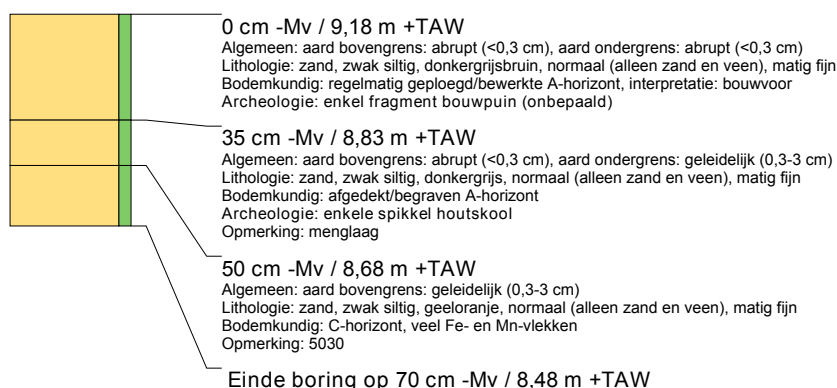 0 cm -Mv / 9,18 m +TAW
Algemeen: aard bovengrens: abrupt (<0,3 cm), aard ondergrens: abrupt (<0,3 cm)
Lithologie: zand, zwak siltig, donkergrijsbruin, normaal (alleen zand en veen), matig fijn
Bodemkundig: regelmatig geploegd/bewerkte A-horizont, interpretatie: bouwvoor
Archeologie: enkel fragment bouwpuin (onbepaald)
35 cm -Mv / 8,83 m +TAW
Algemeen: aard bovengrens: abrupt (<0,3 cm), aard ondergrens: geleidelijk (0,3-3 cm)
Lithologie: zand, zwak siltig, donkergrijs, normaal (alleen zand en veen), matig fijn
Bodemkundig: afgedekt/begraven A-horizont
Archeologie: enkele spikkel houtskool
Opmerking: menglaag
50 cm -Mv / 8,68 m +TAW
Algemeen: aard bovengrens: geleidelijk (0,3-3 cm)
Lithologie: zand, zwak siltig, geeloranje, normaal (alleen zand en veen), matig fijn
Bodemkundig: C-horizont, veel Fe- en Mn-vlekken
Opmerking: 5030
Einde boring op 70 cm -Mv / 8,48 m +TAW